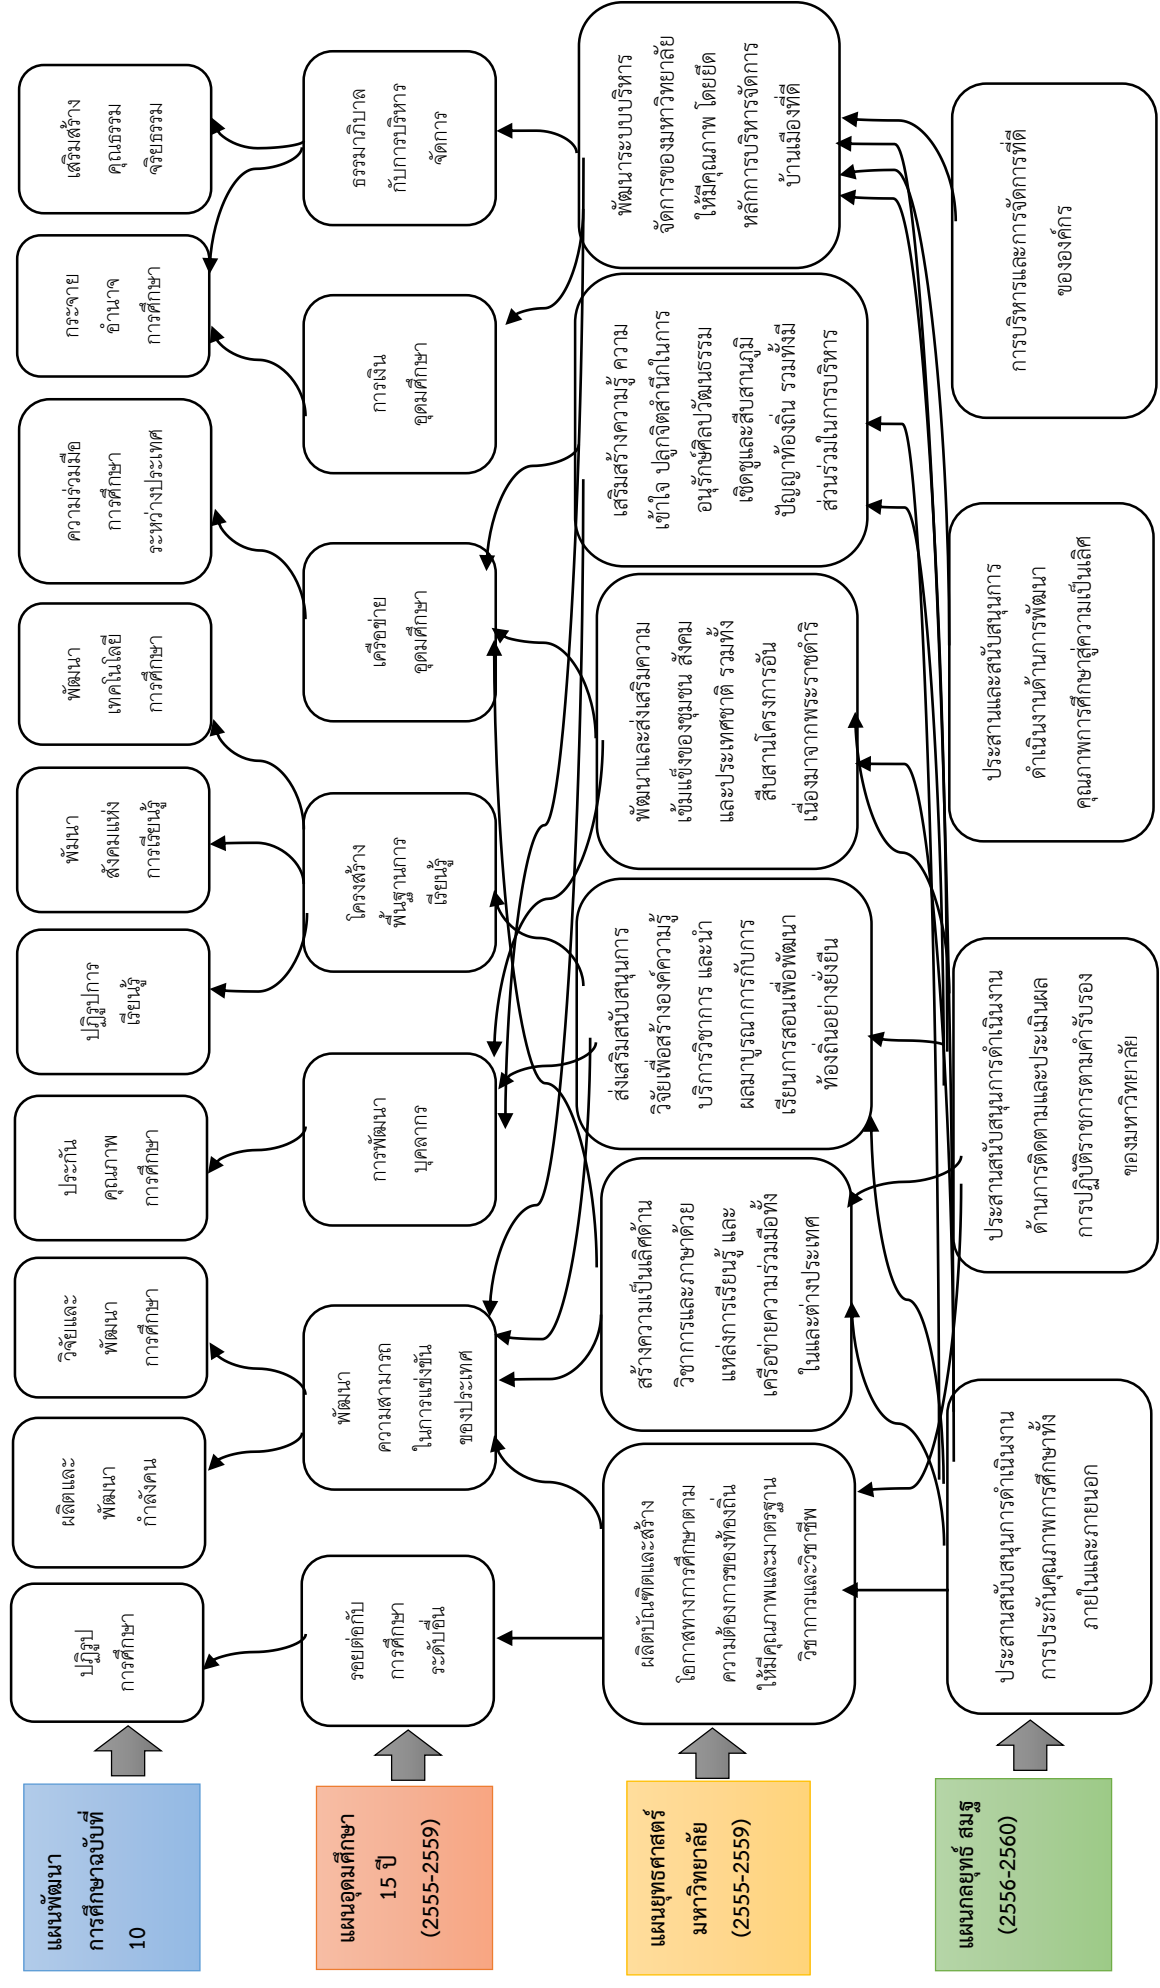 แผนพัฒนา
การศึกษาฉบับที่
10
ปฏิรูป
การศึกษา
ผลิตและ
พัฒนา
กำลังคน
วิจัยและ
พัฒนา
การศึกษา
ประกัน
คุณภาพ
การศึกษา
ปฏิรูปการ
เรียนรู้
พัมนา
สังคมแห่ง
การเรียนรู้
พัฒนา
เทคโนโลยี
การศึกษา
ความร่วมมือ
การศึกษา
ระหว่างประเทศ
กระจาย
อำนาจ
การศึกษา
เสริมสร้าง
คุณธรรม
จริยธรรม
แผนอุดมศึกษา
15 ปี
(2555-2559)
รอยต่อกับ
การศึกษา
ระดับอื่น
พัฒนา
ความสามารถ
ในการแข่งขัน
ของประเทศ
การพัฒนา
บุคลากร
โครงสร้าง
พื้นฐานการ
เรียนรู้
เครือข่าย
อุดมศึกษา
การเงิน
อุดมศึกษา
ธรรมาภิบาล
กับการบริหาร
จัดการ
แผนยุทธศาสตร์
มหาวิทยาลัย
(2555-2559)
ผลิตบัณฑิตและสร้าง
โอกาสทางการศึกษาตาม
ความต้องการของท้องถิ่น
ให้มีคุณภาพและมาตรฐาน
วิชาการและวิชาชีพ
สร้างความเป็นเลิศด้าน
วิชาการและภาษาด้วย
แหล่งการเรียนรู้ และ
เครือข่ายความร่วมมือทั้ง
ในและต่างประเทศ
ส่งเสริมสนับสนุนการ
วิจัยเพื่อสร้างองค์ความรู้
บริการวิชาการ และนำ
ผลมาบูรณาการกับการ
เรียนการสอนเพื่อพัฒนา
ท้องถิ่นอย่างยั่งยืน
พัฒนาและส่งเสริมความ
เข้มแข็งของชุมชน สังคม
และประเทศชาติ รวมทั้ง
สืบสานโครงการอัน
เนื่องมาจากพระราชดำริ
เสริมสร้างความรู้ ความ
เข้าใจ ปลูกจิตสำนึกในการ
อนุรักษ์ศิลปวัฒนธรรม
เชิดชูและสืบสานภูมิ
ปัญญาท้องถิ่น รวมทั้งมี
ส่วนร่วมในการบริหาร
พัฒนาระบบบริหาร
จัดการของมหาวิทยาลัย
ให้มีคุณภาพ โดยยึด
หลักการบริหารจัดการ
บ้านเมืองที่ดี
แผนกลยุทธ์ สมฐ
(2556-2560)
ประสานสนับสนุนการดำเนินงาน
การประกันคุณภาพการศึกษาทั้ง
ภายในและภายนอก
ประสานสนับสนุนการดำเนินงาน
ด้านการติดตามและประเมินผล
การปฏิบัติราชการตามคำรับรอง
ของมหาวิทยาลัย
ประสานและสนับสนุนการ
ดำเนินงานด้านการพัฒนา
คุณภาพการศึกษาสู่ความเป็นเลิศ
การบริหารและการจัดการที่ดี
ขององค์กร